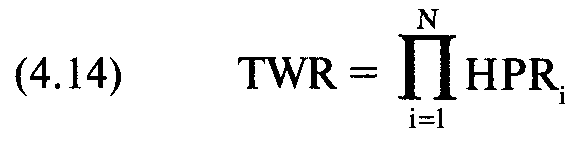 (4.14) TWR = ∏_{i=1}^{N} HPR_i